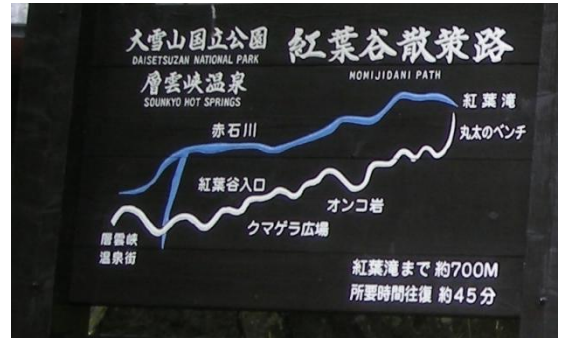 大雪山国立公園
DAISETSUZAN NATIONAL PARK
層雲峡温泉
SOUNKYO HOT SPRINGS
紅葉谷散策路
MOMIJIDANI PATH
紅葉滝
丸太のベンチ
赤石川
紅葉谷入口
オンコ岩
クマゲラ広場
層雲峡
温泉街
紅葉滝まで 約700M
所要時間往復 約45分